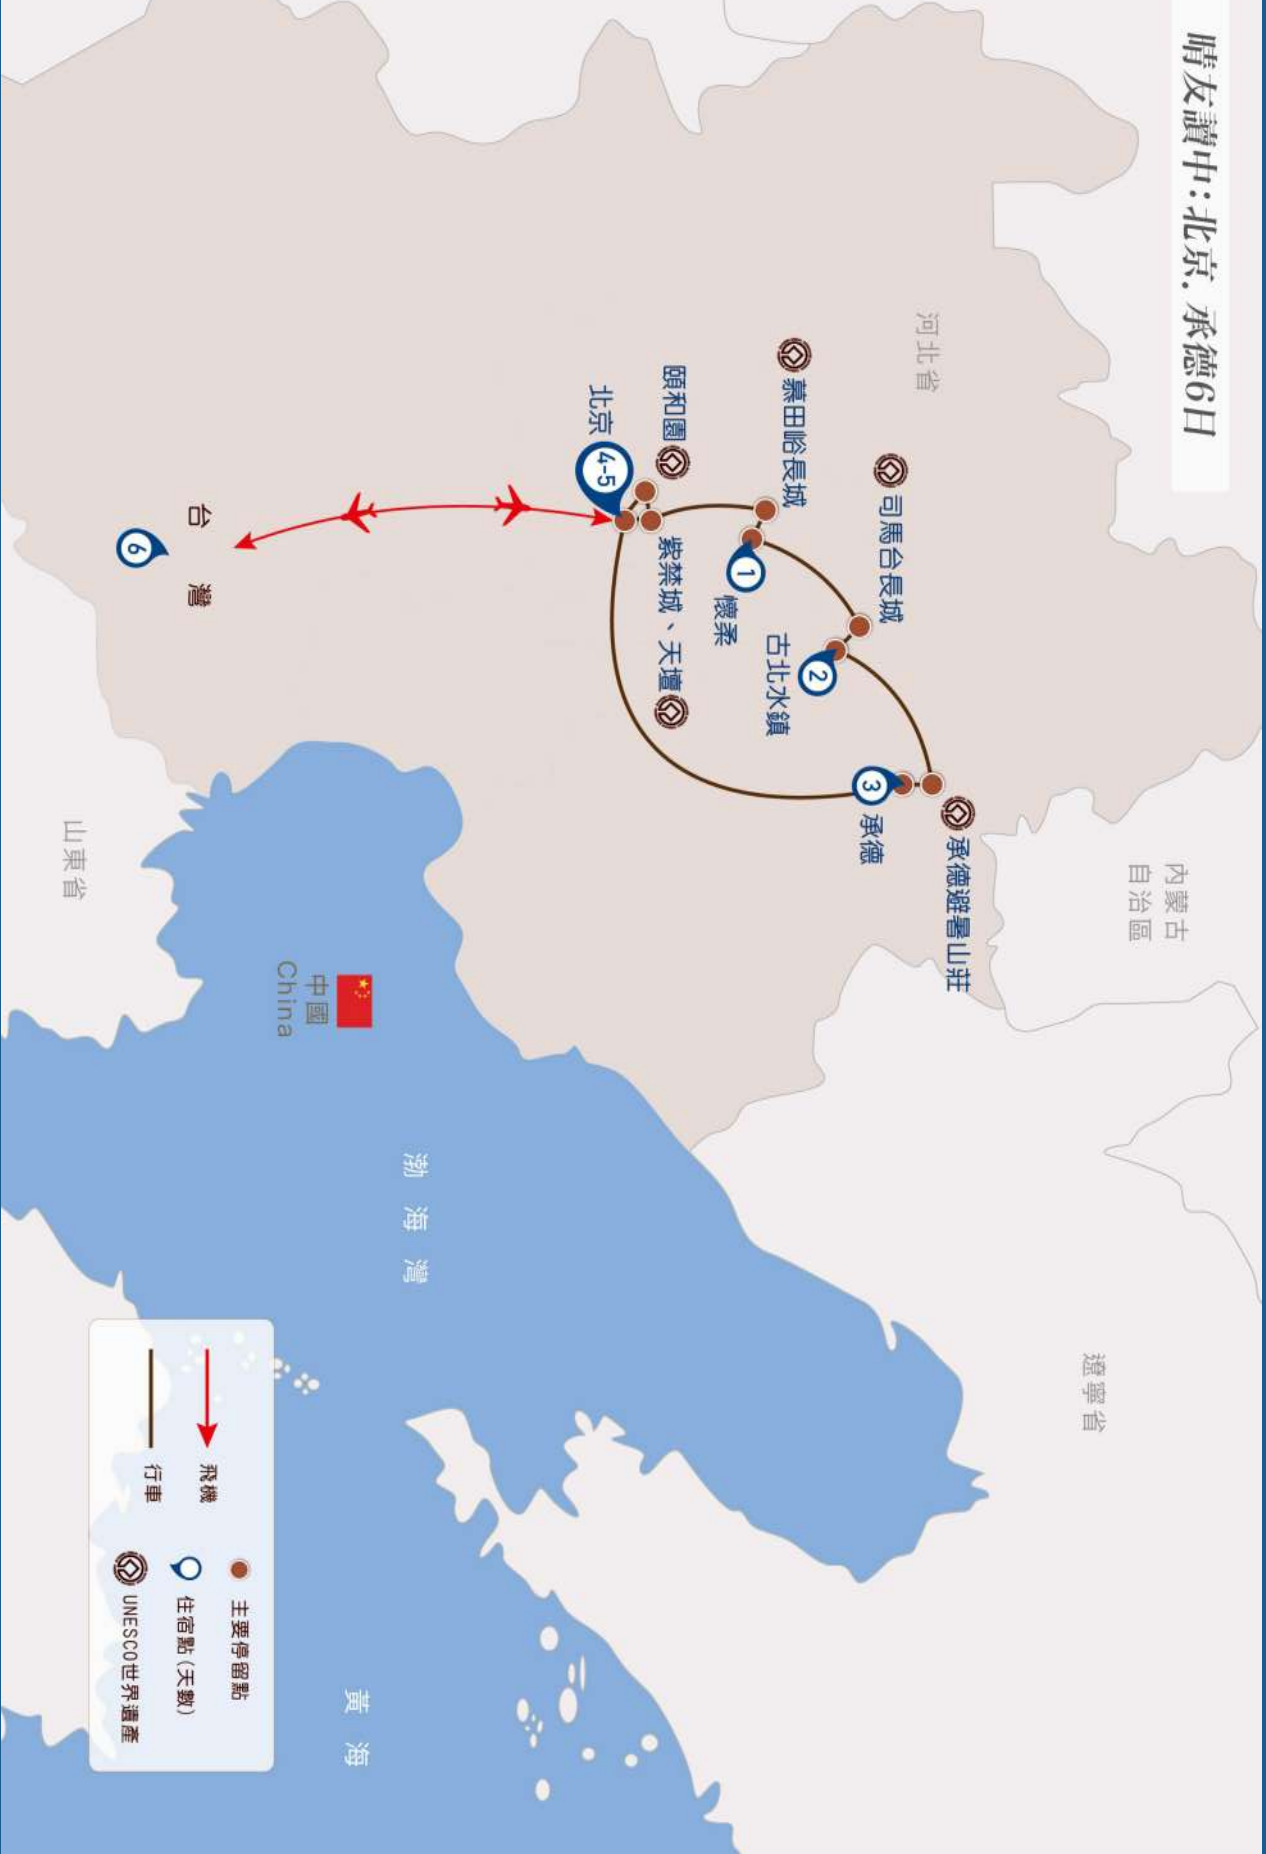 晴友讀中:北京.承德6日
內蒙古
自治區
河北省
遼寧省
承德避暑山莊
司馬台長城
3
承德
慕田峪長城
2
古北水鎮
1
懷柔
頤和園
紫禁城、天壇
北京
4-5
渤海灣
中國
China
黃海
台灣
6
山東省
主要停留點
飛機
住宿點(天數)
行車
UNESCO世界遺產